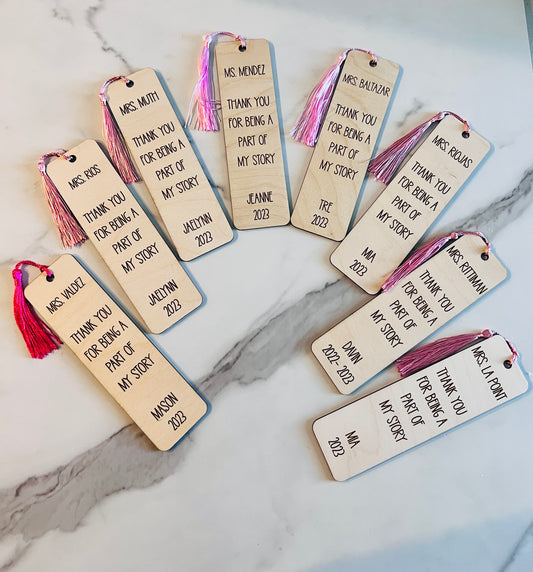 MRS. VALDEZ
THANK YOU
FOR BEING A
PART OF
MY STORY
MASON
2023
MRS. RIOS
THANK YOU
FOR BEING A
PART OF
MY STORY
JAELYNN
2023
MRS. MUTH
THANK YOU
FOR BEING A
PART OF
MY STORY
JAELYNN
2023
MS. MENDEZ
THANK YOU
FOR BEING A
PART OF
MY STORY
JEANNE
2023
MRS. BALTAZAR
THANK YOU
FOR BEING A
PART OF
MY STORY
TRE
2023
MRS. RIOJAS
THANK YOU
FOR BEING A
PART OF
MY STORY
MIA
2023
MRS. RITTIMAN
THANK YOU
FOR BEING A
PART OF
MY STORY
DAVIN
2022-2023
MRS. LA POINT
THANK YOU
FOR BEING A
PART OF
MY STORY
MIA
2023